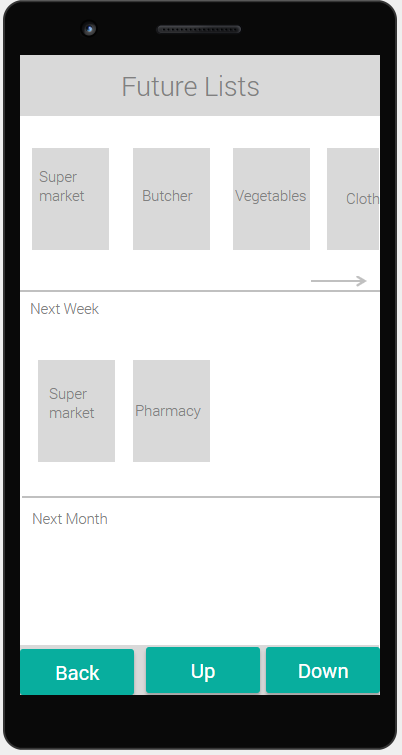 Future Lists
Super
market
Butcher
Vegetables
Cloth
Next Week
Super
market
Pharmacy
Next Month
Back
Up
Down